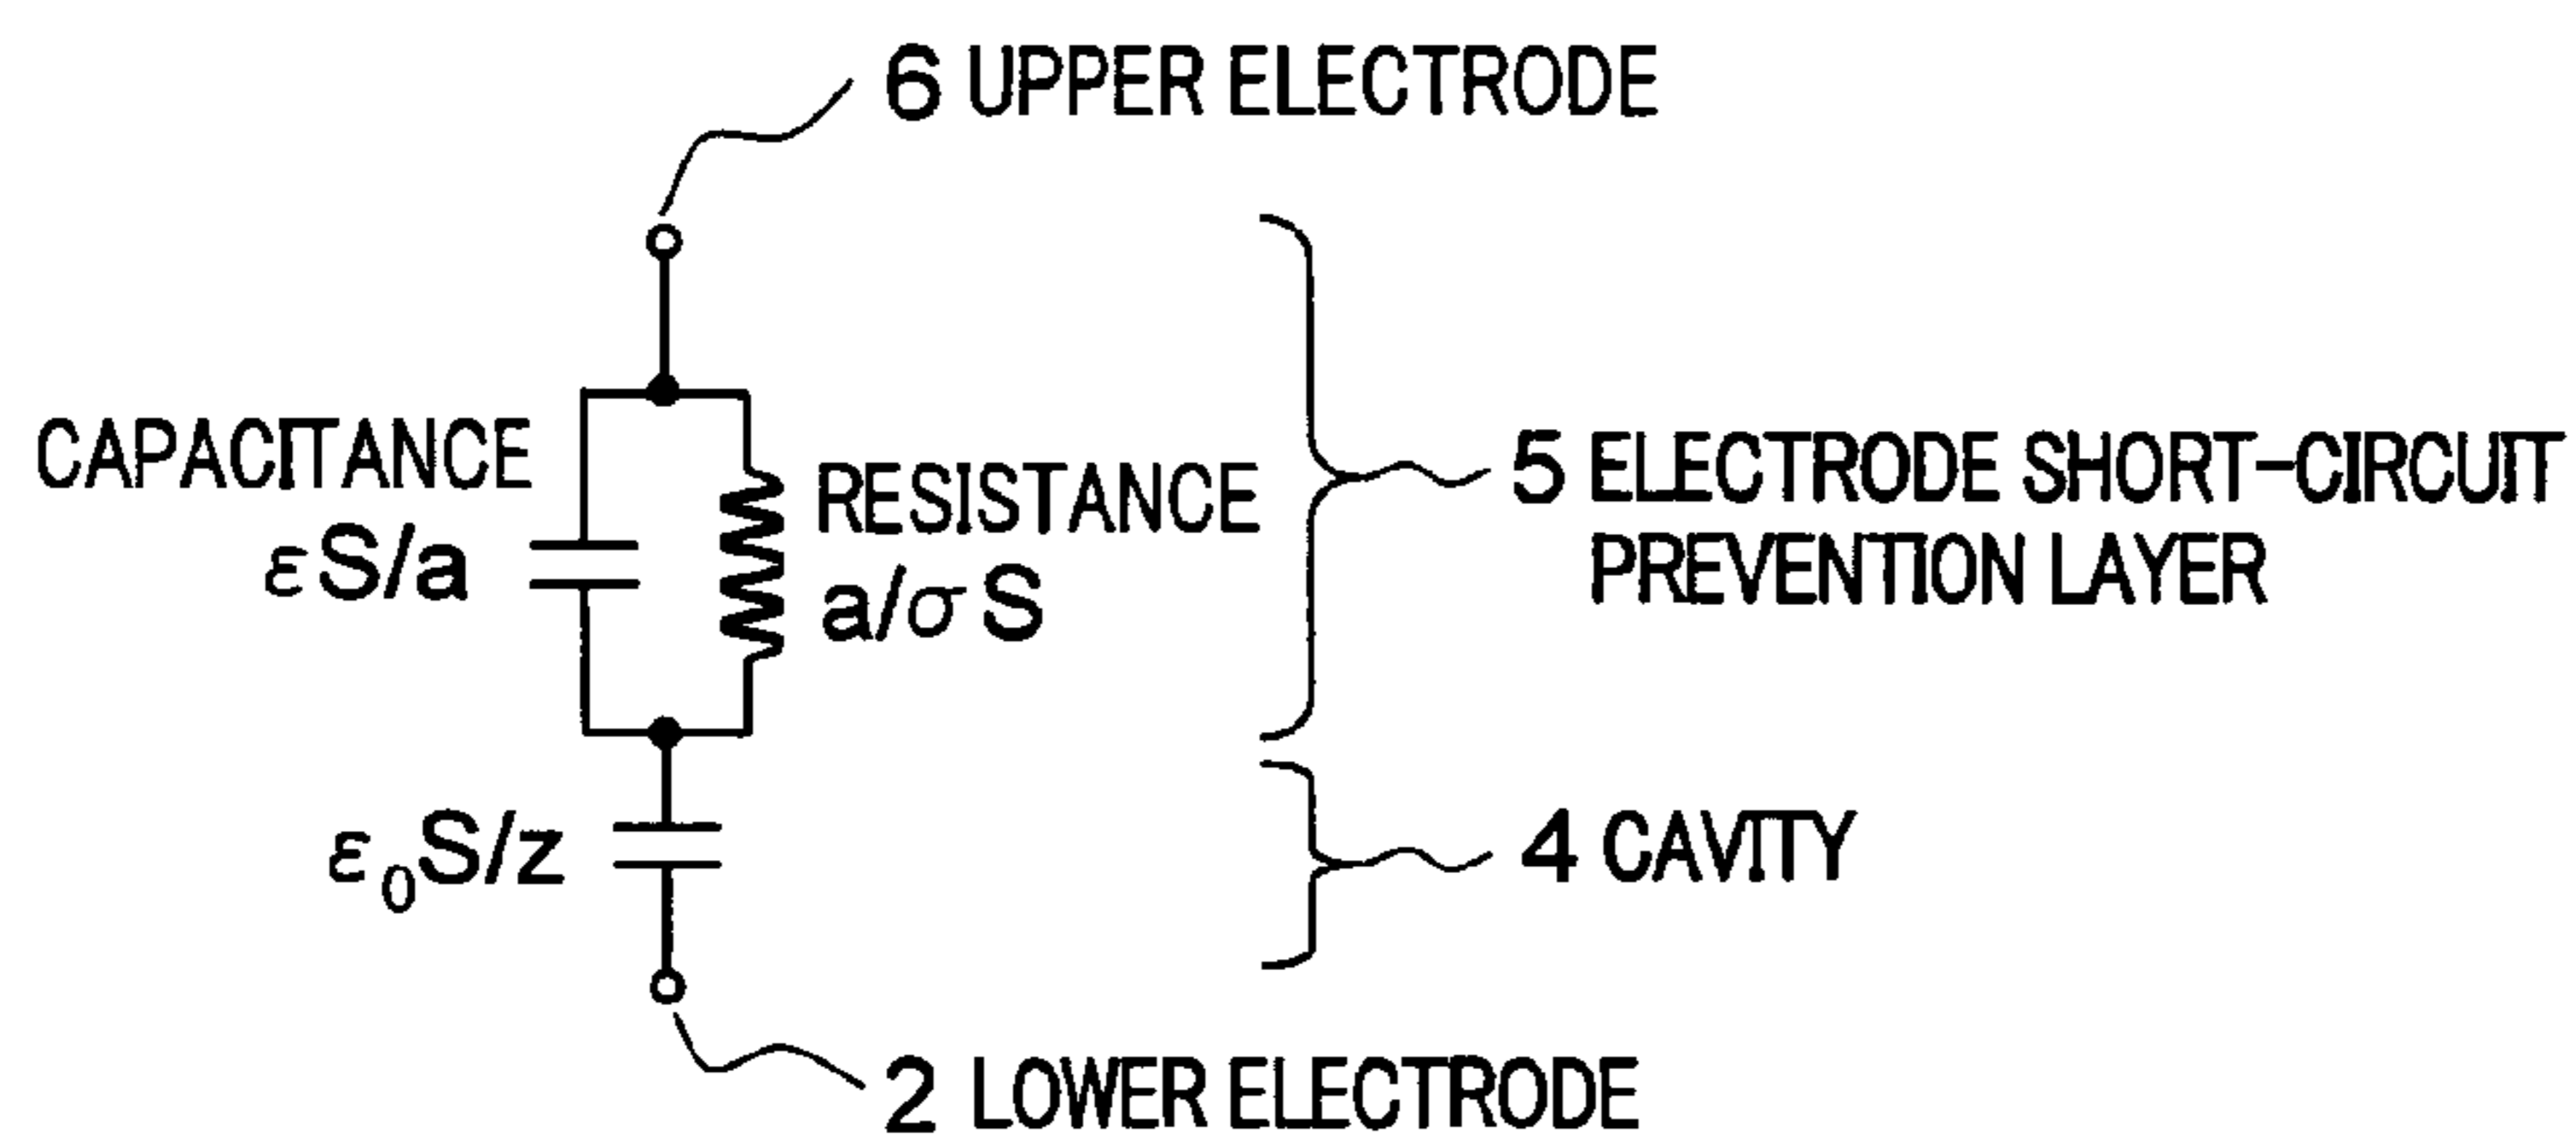 6 UPPER ELECTRODE
CAPACITANCE
εS/a
RESISTANCE
a/σS
5 ELECTRODE SHORT-CIRCUIT
PREVENTION LAYER
ε₀S/z
4 CAVITY
2 LOWER ELECTRODE